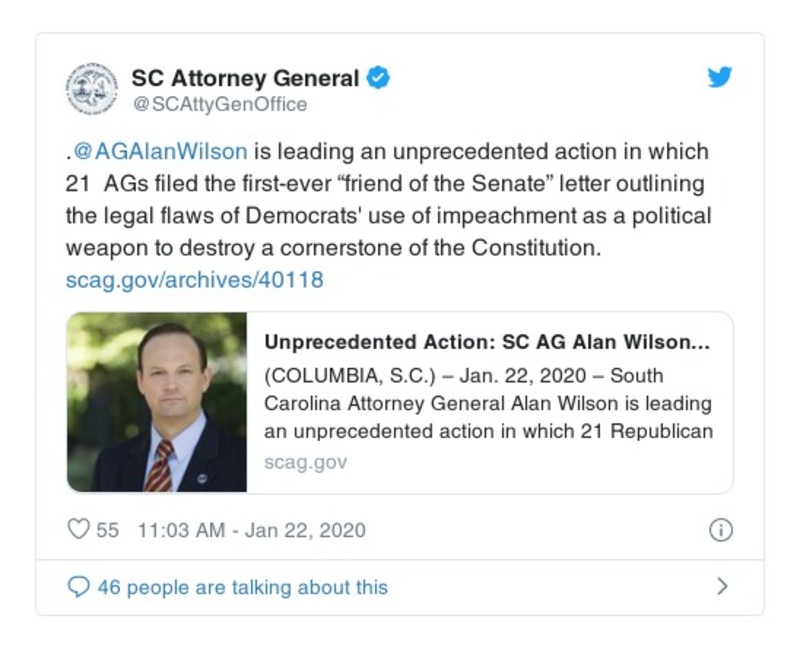 SC Attorney General
@SCAttyGenOffice
.@AGAlanWilson is leading an unprecedented action in which
21  AGs filed the first-ever “friend of the Senate” letter outlining
the legal flaws of Democrats' use of impeachment as a political
weapon to destroy a cornerstone of the Constitution.
scag.gov/archives/40118
Unprecedented Action: SC AG Alan Wilson...
(COLUMBIA, S.C.) – Jan. 22, 2020 – South
Carolina Attorney General Alan Wilson is leading
an unprecedented action in which 21 Republican
scag.gov
55 11:03 AM - Jan 22, 2020
46 people are talking about this